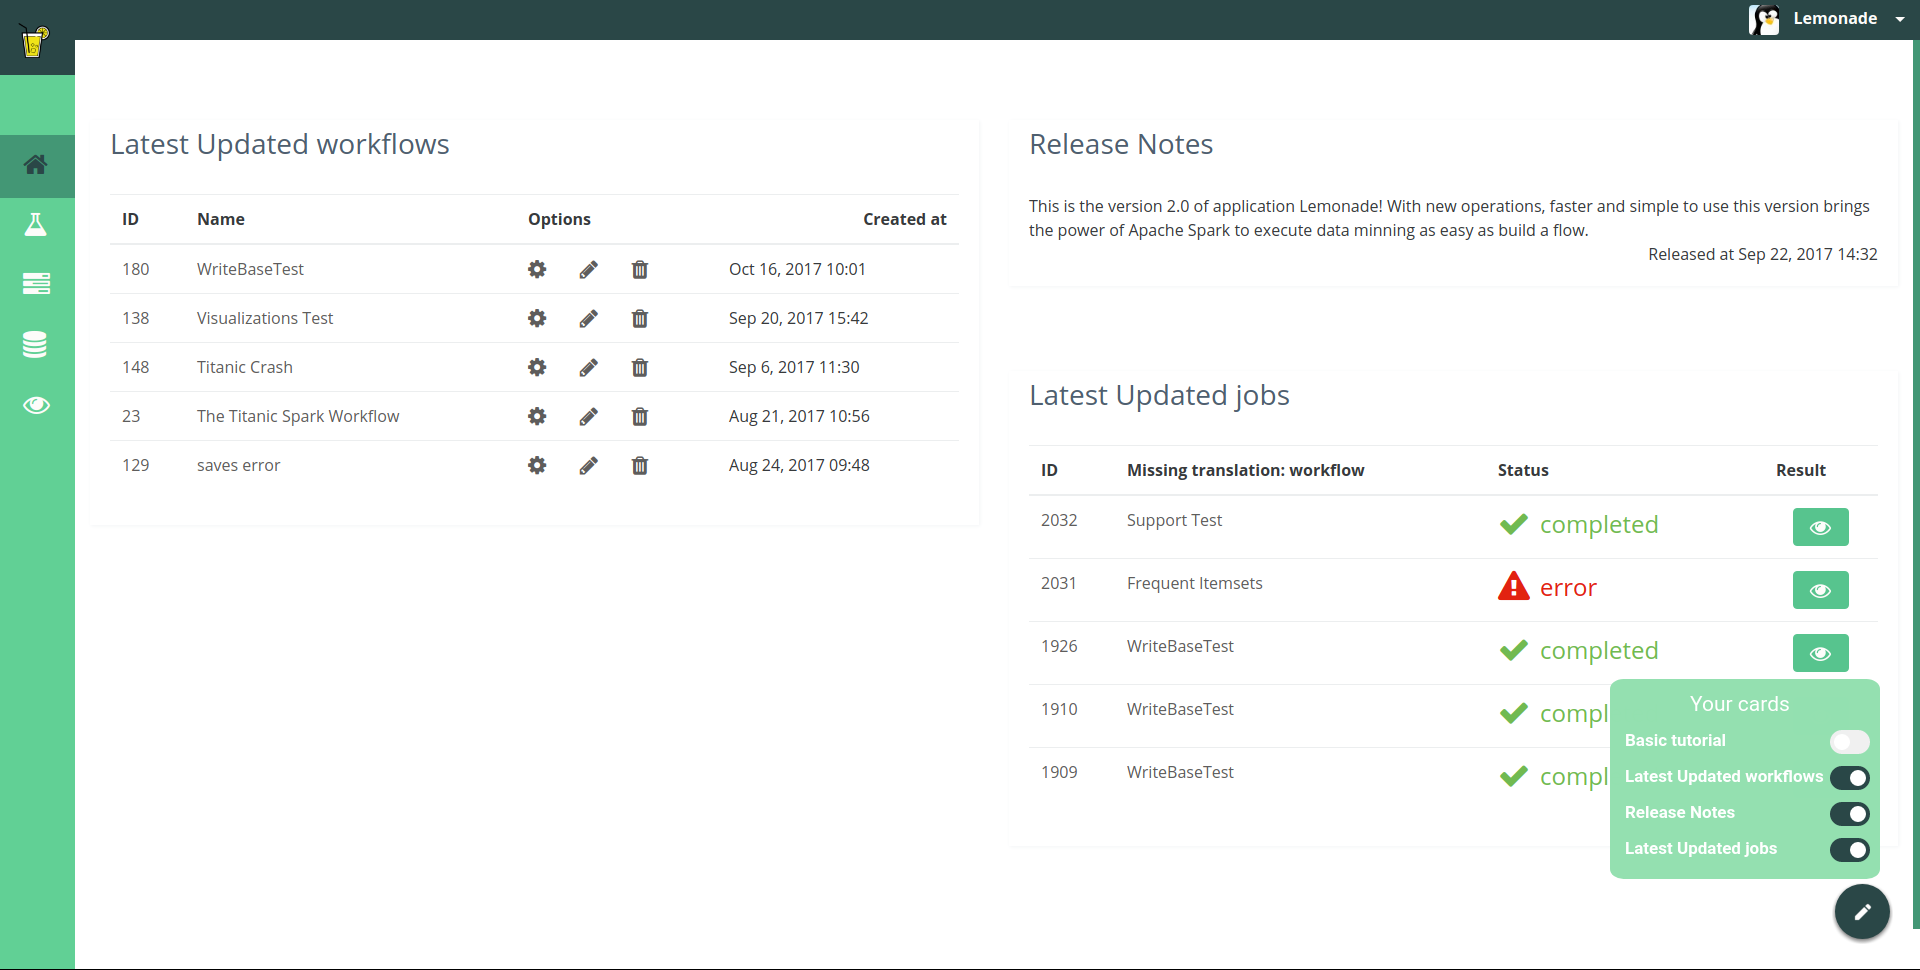 Lemonade
Latest Updated workflows
ID Name Options Created at
180 WriteBaseTest Oct 16, 2017 10:01
138 Visualizations Test Sep 20, 2017 15:42
148 Titanic Crash Sep 6, 2017 11:30
23 The Titanic Spark Workflow Aug 21, 2017 10:56
129 saves error Aug 24, 2017 09:48
Release Notes
This is the version 2.0 of application Lemonade! With new operations, faster and simple to use this version brings
the power of Apache Spark to execute data minning as easy as build a flow.
Released at Sep 22, 2017 14:32
Latest Updated jobs
ID Missing translation: workflow Status Result
2032 Support Test completed
2031 Frequent Itemsets error
1926 WriteBaseTest completed
1910 WriteBaseTest compl
1909 WriteBaseTest compl
Your cards
Basic tutorial
Latest Updated workflows
Release Notes
Latest Updated jobs